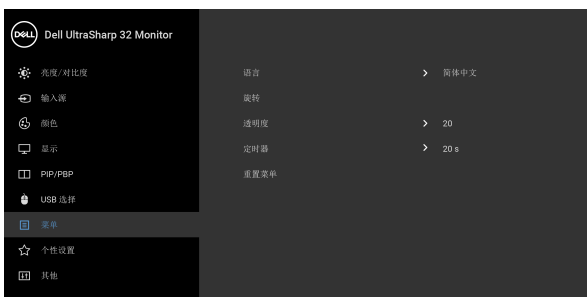 DELL Dell UltraSharp 32 Monitor
亮度/对比度 语言 简体中文
输入源 旋转
颜色 透明度 20
显示 定时器 20 s
PIP/PBP 重置菜单
USB 选择
菜单
个性设置
其他